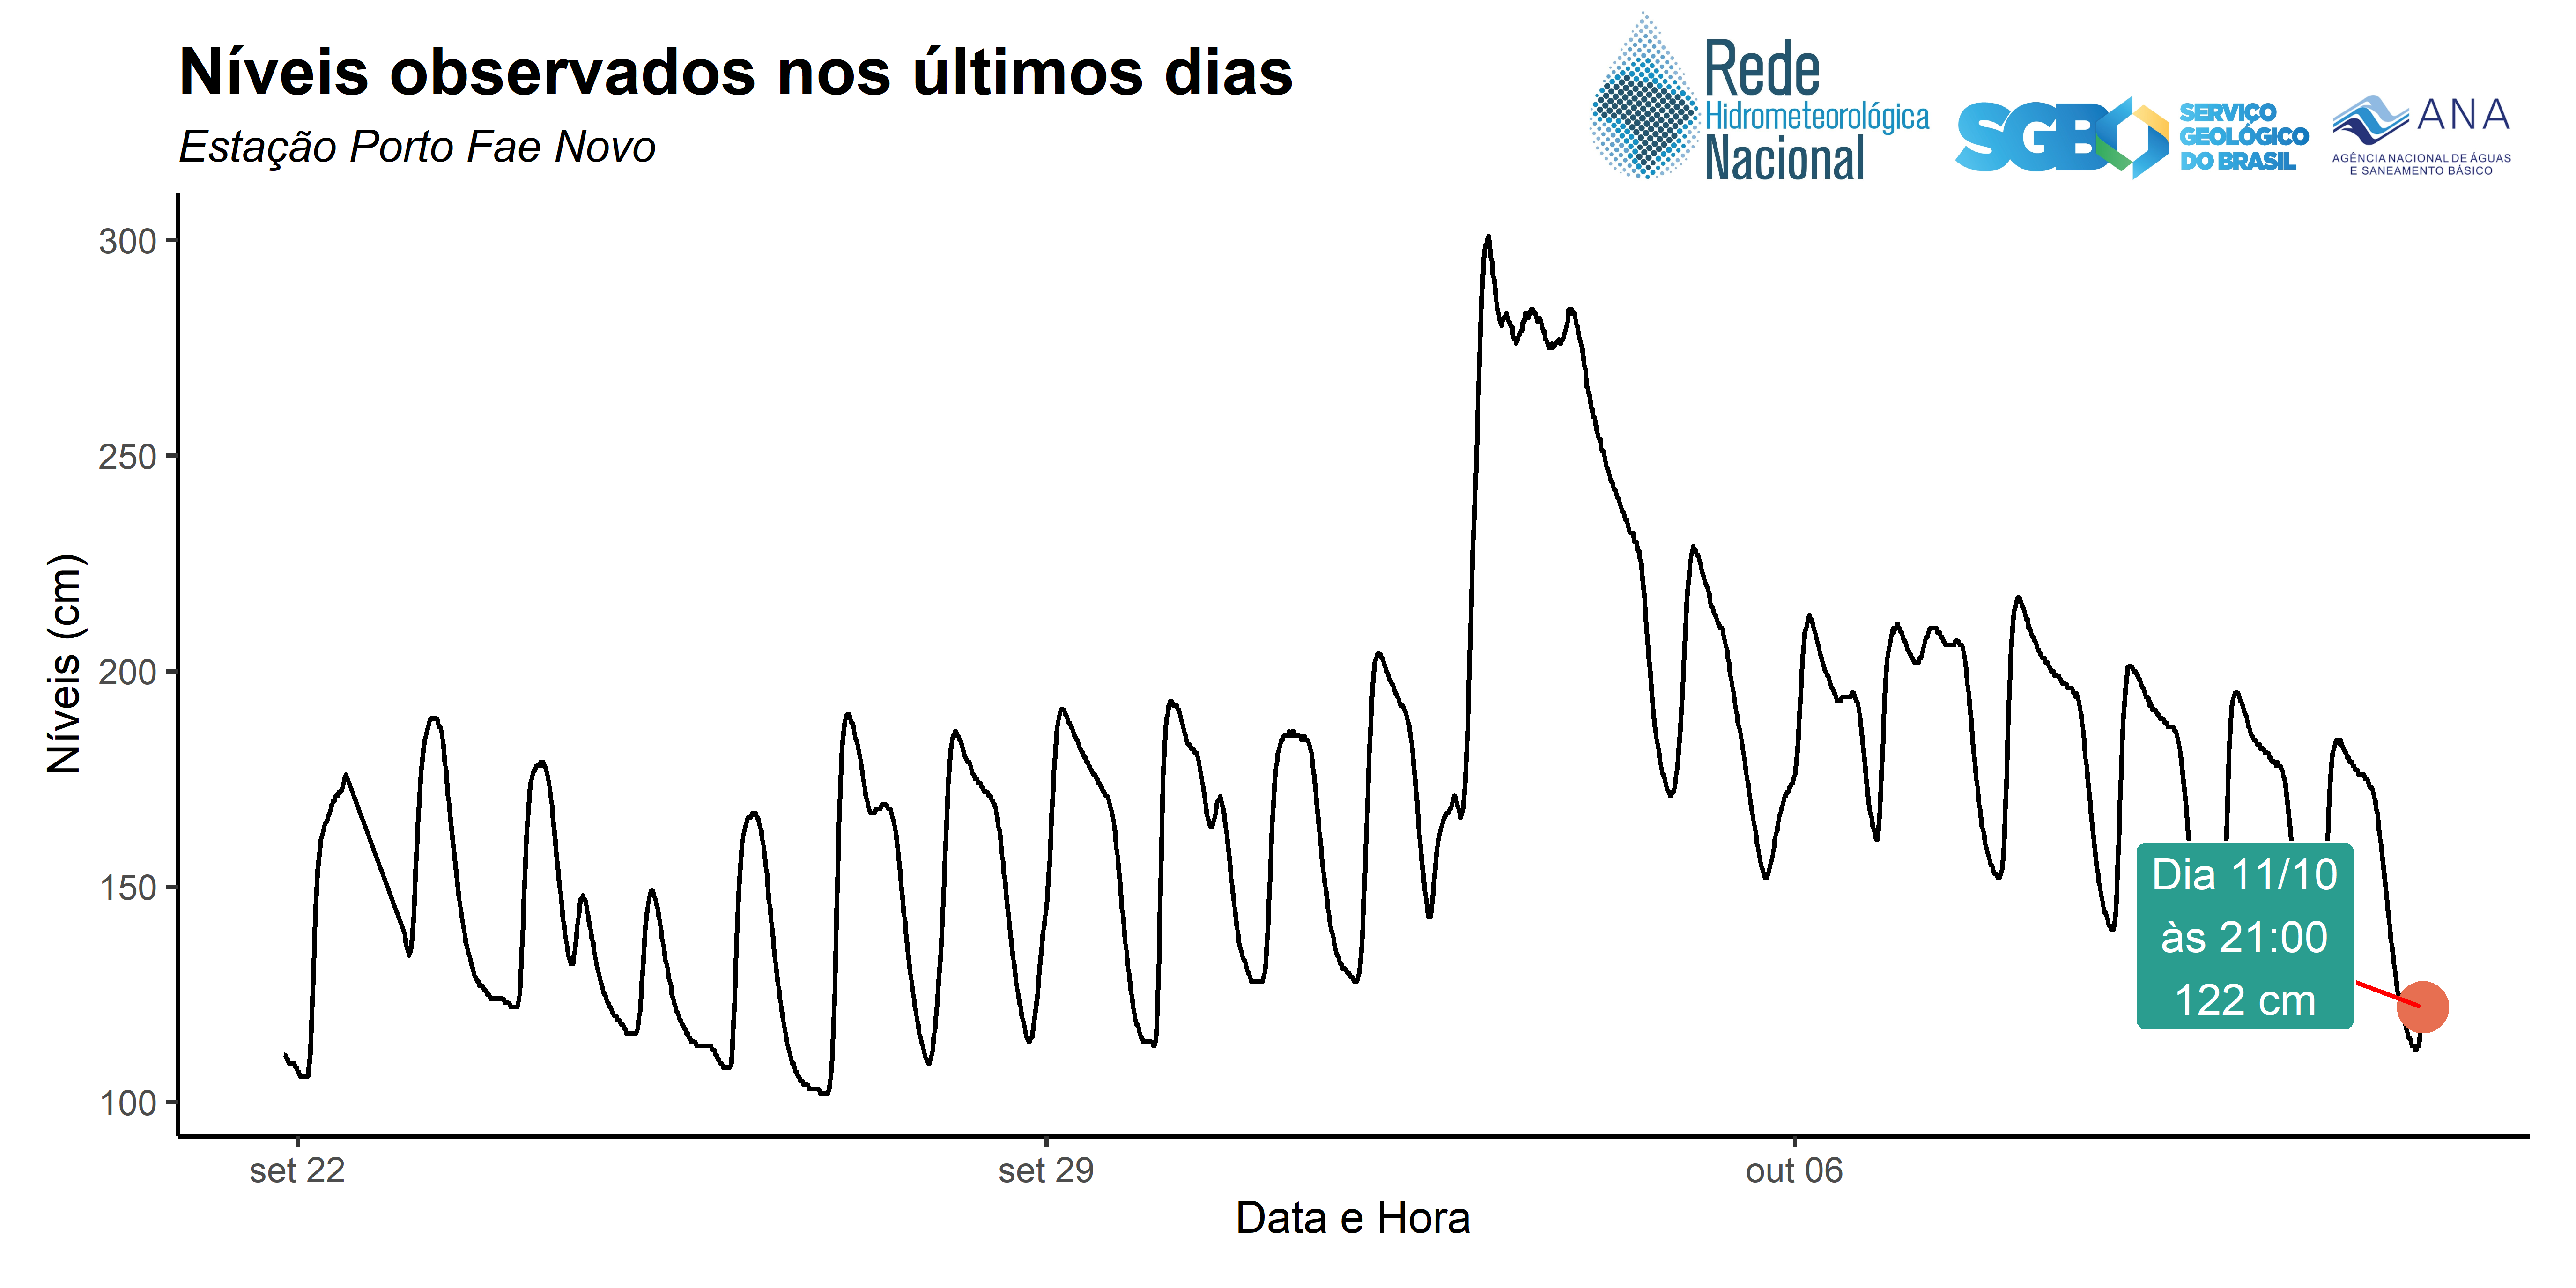 Níveis observados nos últimos dias
Estação Porto Fae Novo
Rede
Hidrometeorológica
Nacional
SGB
SERVIÇO
GEOLÓGICO
DO BRASIL
ANA
AGÊNCIA NACIONAL DE ÁGUAS
E SANEAMENTO BÁSICO
Níveis (cm)
300
250
200
150
100
Dia 11/10
às 21:00
122 cm
set 22
set 29
out 06
Data e Hora